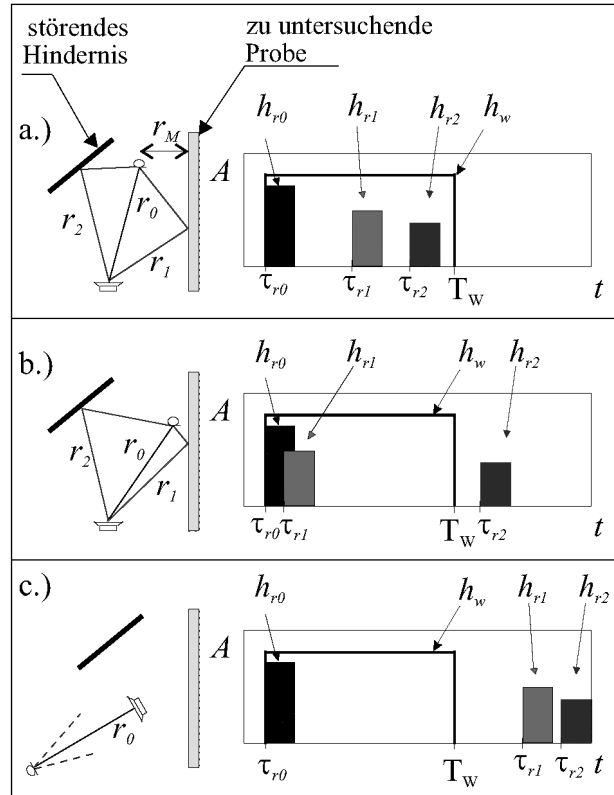 störendes
Hindernis
zu untersuchende
Probe
a.)
r_M
r_0
r_2
r_1
A
h_r0
h_r1
h_r2
h_w
τ_r0
τ_r1
τ_r2
T_W
t
b.)
r_2
r_0
r_1
A
h_r0
h_r1
h_w
h_r2
τ_r0
τ_r1
T_W
τ_r2
t
c.)
r_0
A
h_r0
h_w
h_r1
h_r2
τ_r0
T_W
τ_r1
τ_r2
t